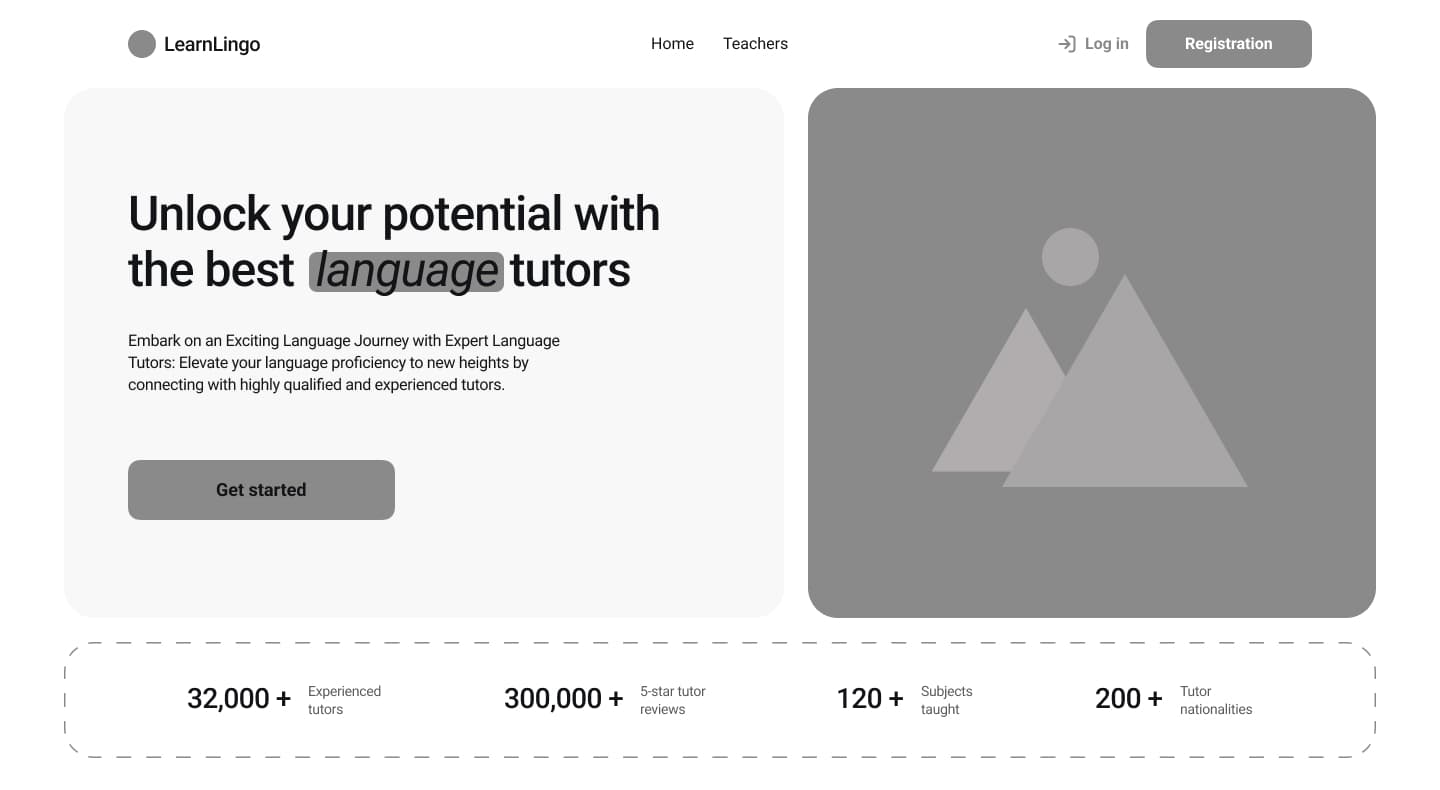 LearnLingo
Home
Teachers
Log in
Registration
Unlock your potential with
the best language tutors
Embark on an Exciting Language Journey with Expert Language
Tutors: Elevate your language proficiency to new heights by
connecting with highly qualified and experienced tutors.
Get started
32,000 +
Experienced
tutors
300,000 +
5-star tutor
reviews
120 +
Subjects
taught
200 +
Tutor
nationalities